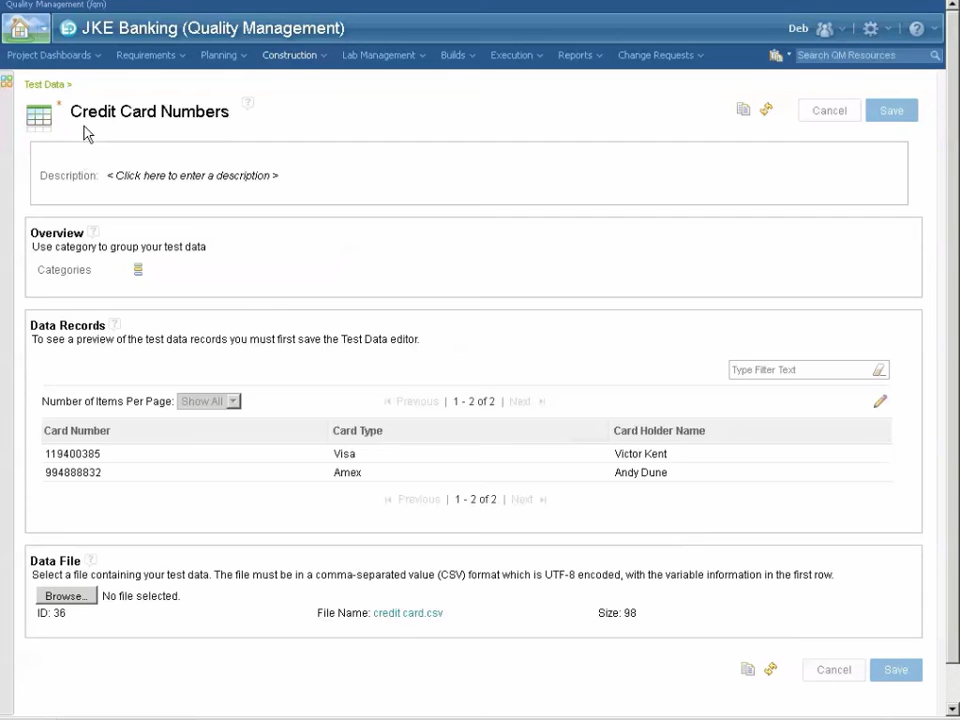 Quality Management (/qm)
JKE Banking (Quality Management)
Deb
Project Dashboards Requirements Planning Construction Lab Management Builds Execution Reports Change Requests Search QM Resources
Test Data >
* Credit Card Numbers ?
Cancel Save
Description: < Click here to enter a description >
Overview ?
Use category to group your test data
Categories
Data Records ?
To see a preview of the test data records you must first save the Test Data editor.
Type Filter Text
Number of Items Per Page: Show All Previous | 1 - 2 of 2 | Next
Card Number Card Type Card Holder Name
119400385 Visa Victor Kent
994888832 Amex Andy Dune
Previous | 1 - 2 of 2 | Next
Data File ?
Select a file containing your test data. The file must be in a comma-separated value (CSV) format which is UTF-8 encoded, with the variable information in the first row.
Browse... No file selected.
ID: 36 File Name: credit card.csv Size: 98
Cancel Save